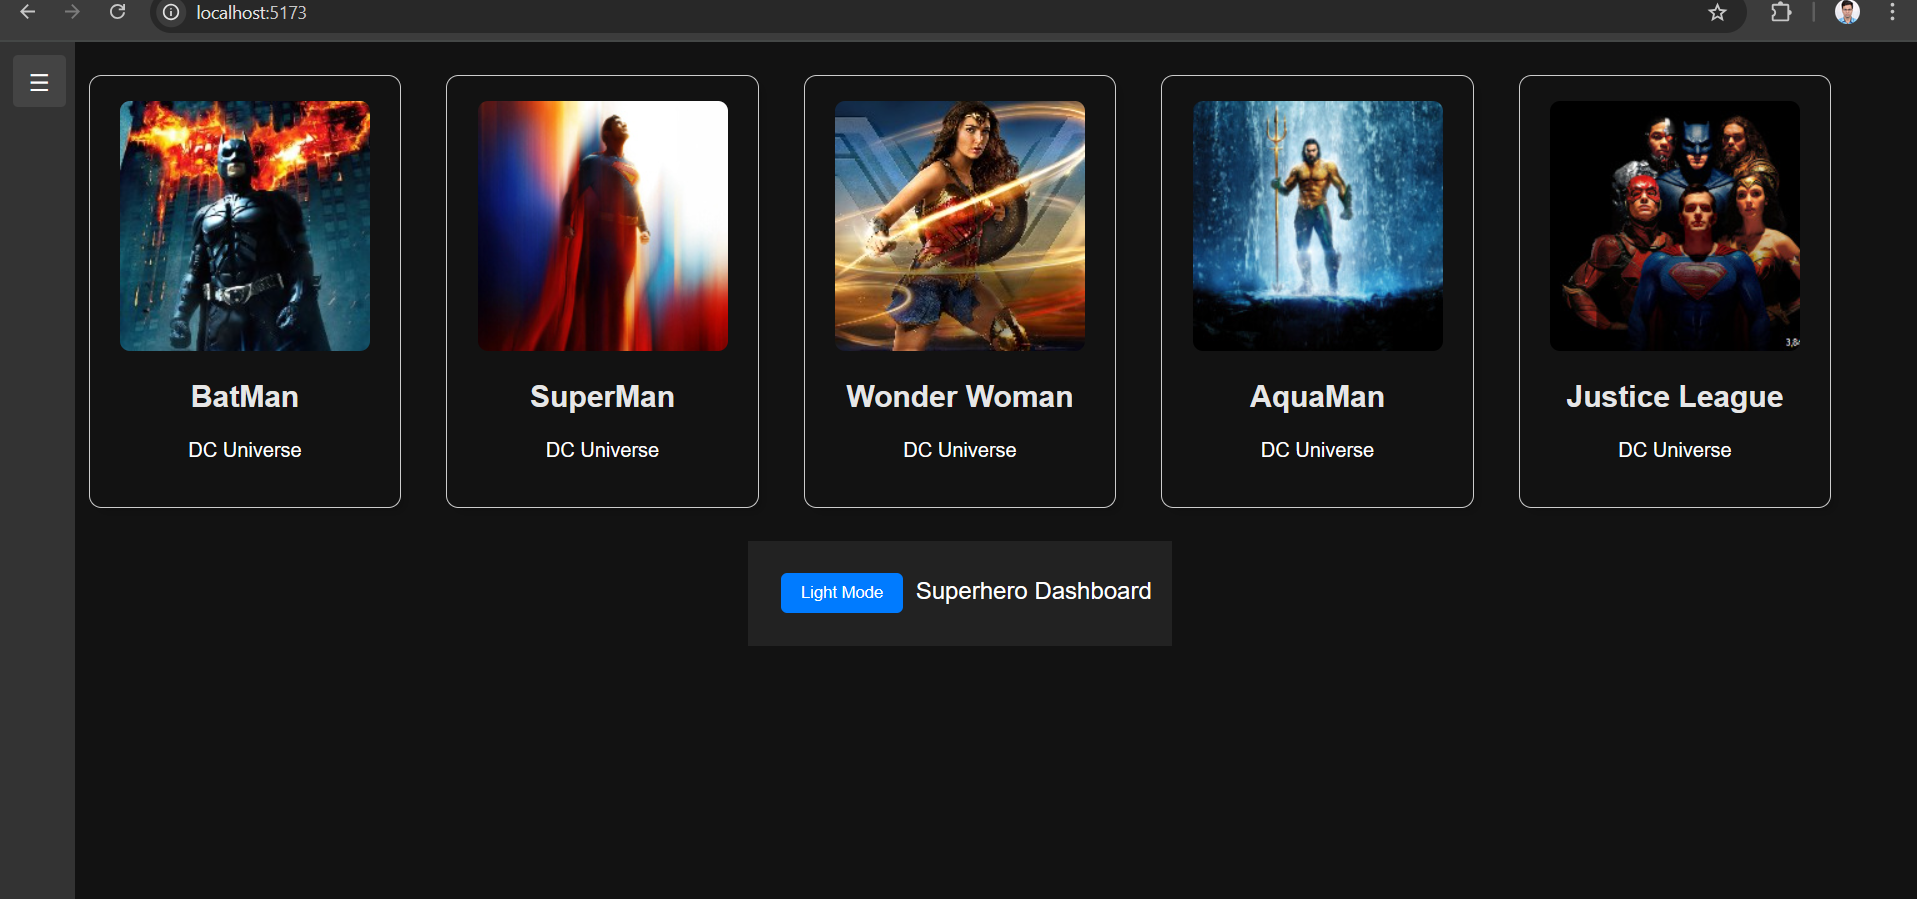 localhost:5173
BatMan
DC Universe
SuperMan
DC Universe
Wonder Woman
DC Universe
AquaMan
DC Universe
Justice League
DC Universe
Light Mode Superhero Dashboard